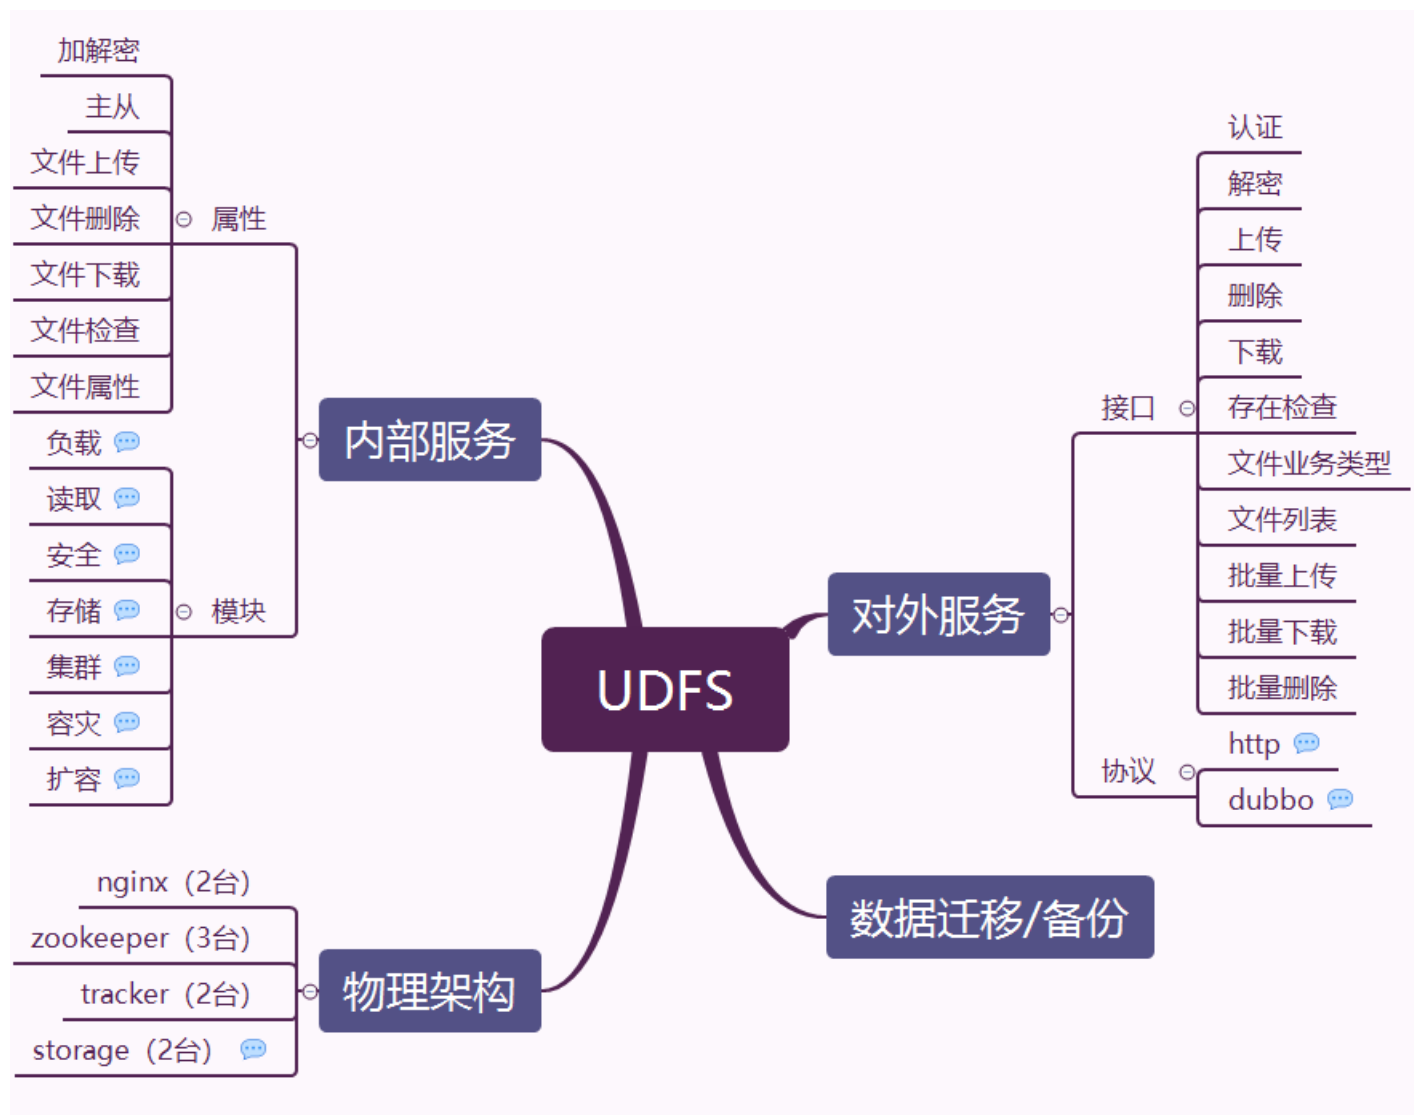 UDFS
内部服务
属性
加解密
主从
文件上传
文件删除
文件下载
文件检查
文件属性
模块
负载
读取
安全
存储
集群
容灾
扩容
物理架构
nginx（2台）
zookeeper（3台）
tracker（2台）
storage（2台）
对外服务
接口
认证
解密
上传
删除
下载
存在检查
文件业务类型
文件列表
批量上传
批量下载
批量删除
协议
http
dubbo
数据迁移/备份